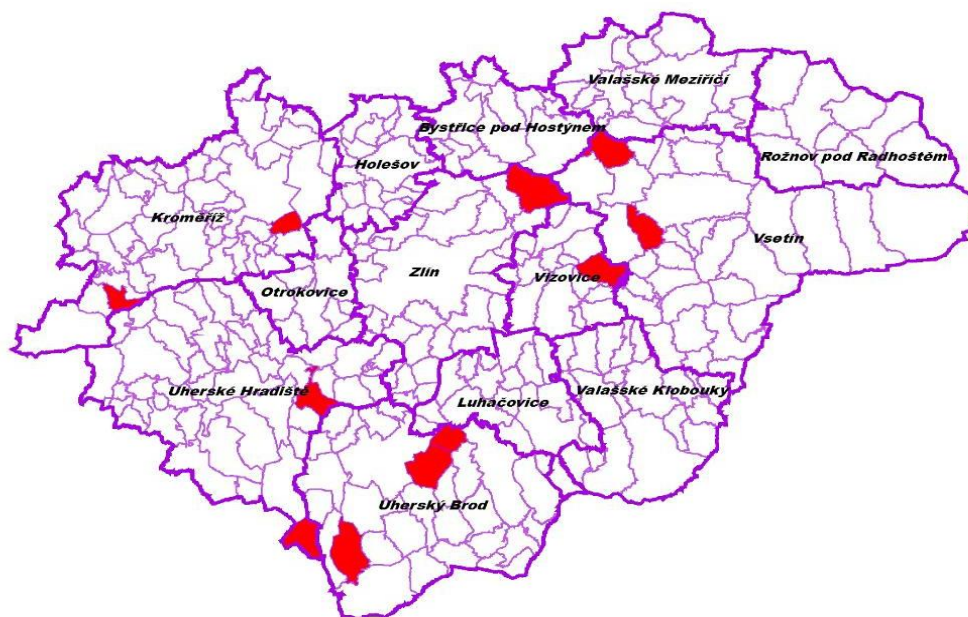 Valašské Meziříčí
Bystřice pod Hostýnem
Holešov
Rožnov pod Radhoštěm
Kroměříž
Vsetín
Zlín
Vizovice
Otrokovice
Uherské Hradiště
Luhačovice
Valašské Klobouky
Uherský Brod